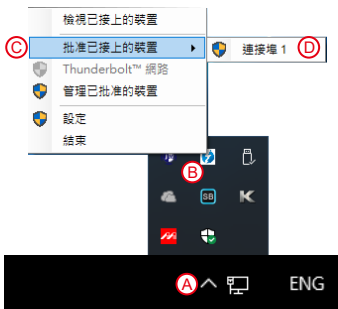 檢視已接上的裝置
C 批准已接上的裝置 連接埠 1 D
Thunderbolt™ 網路
管理已批准的裝置
設定
結束
B
SB K
A ENG